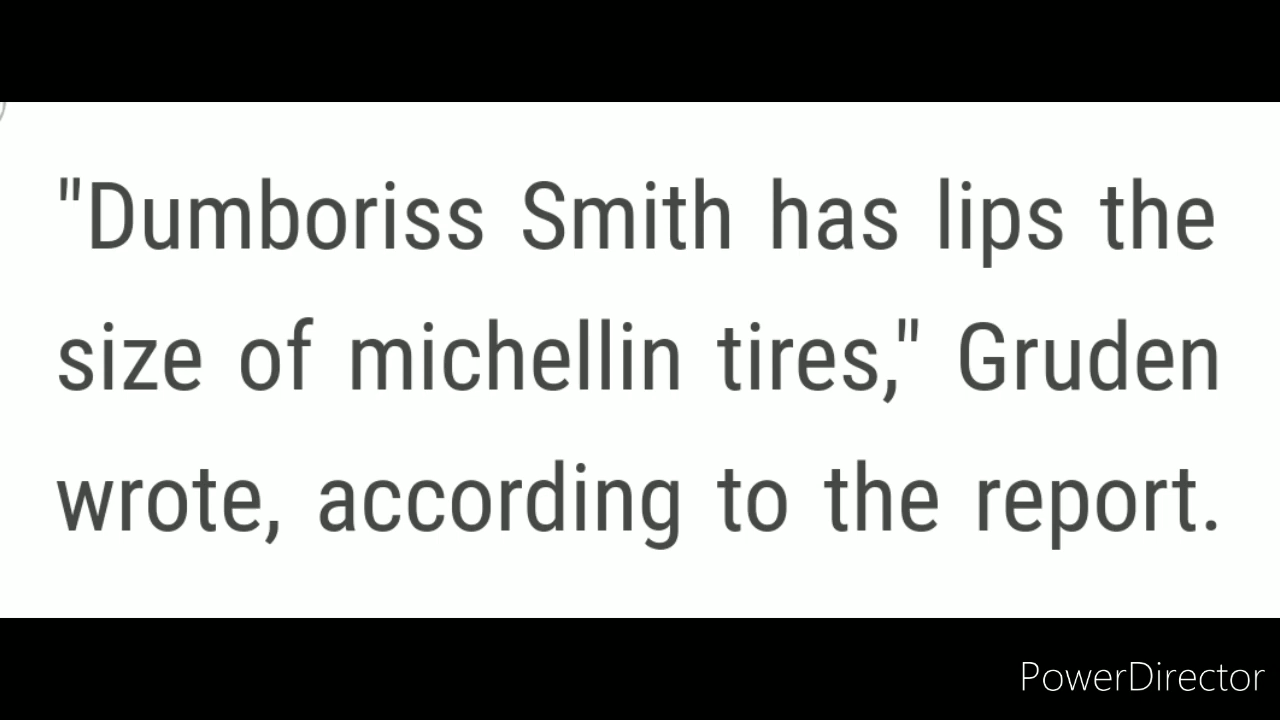 "Dumboriss Smith has lips the
size of michellin tires," Gruden
wrote, according to the report.
PowerDirector